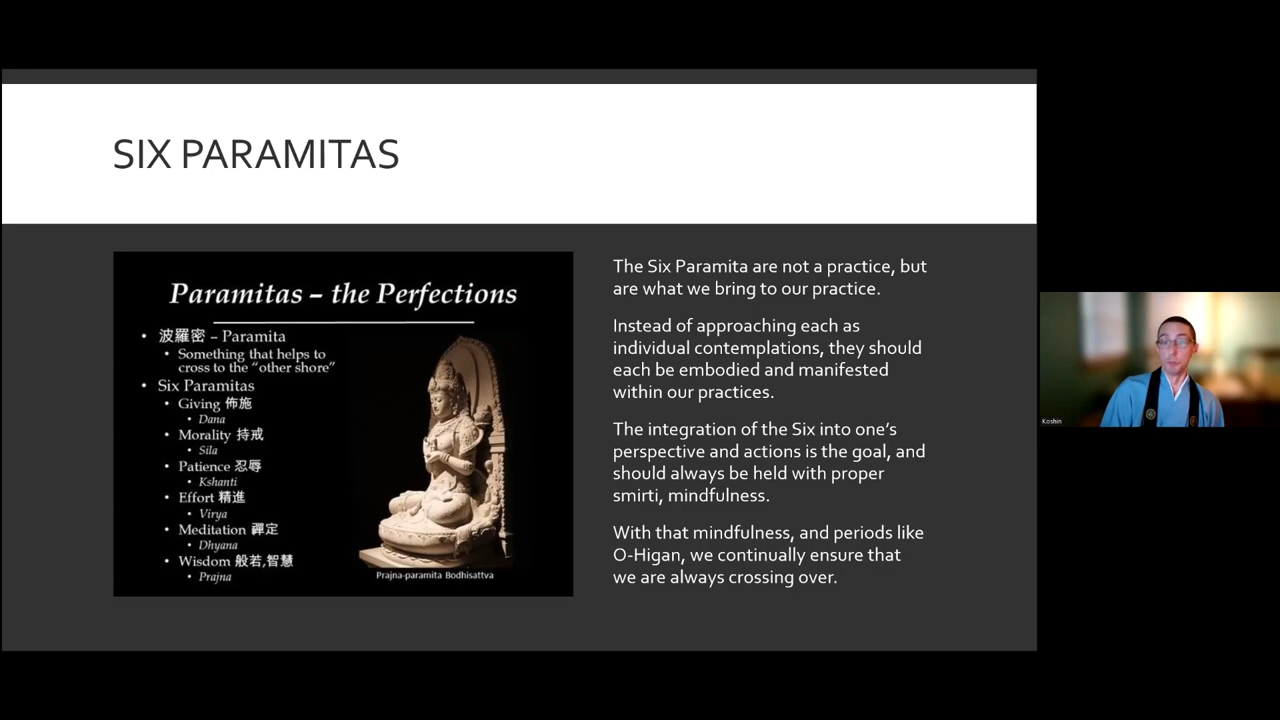 SIX PARAMITAS
Paramitas – the Perfections
• 波羅密 – Paramita
• Something that helps to
cross to the “other shore”
• Six Paramitas
• Giving 佈施
• Dana
• Morality 持戒
• Sila
• Patience 忍辱
• Kshanti
• Effort 精進
• Virya
• Meditation 禪定
• Dhyana
• Wisdom 般若,智慧
• Prajna
Prajna-paramita Bodhisattva
The Six Paramita are not a practice, but
are what we bring to our practice.
Instead of approaching each as
individual contemplations, they should
each be embodied and manifested
within our practices.
The integration of the Six into one’s
perspective and actions is the goal, and
should always be held with proper
smirti, mindfulness.
With that mindfulness, and periods like
O-Higan, we continually ensure that
we are always crossing over.
Koshin